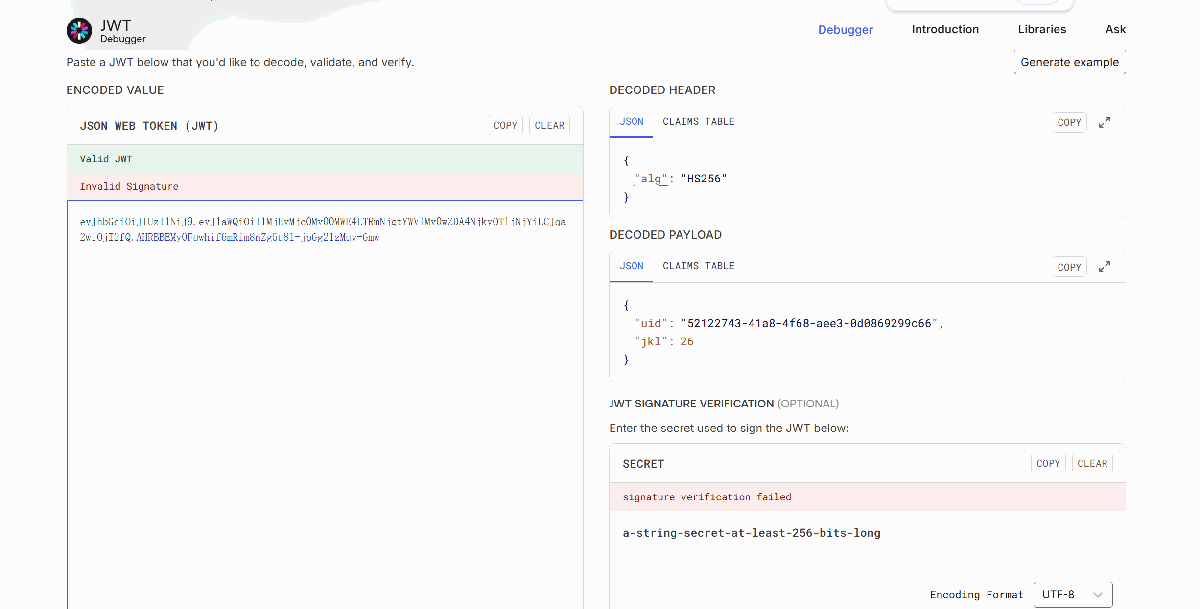 JWT
Debugger
Debugger
Introduction
Libraries
Ask
Paste a JWT below that you'd like to decode, validate, and verify.
Generate example
ENCODED VALUE
JSON WEB TOKEN (JWT)
COPY
CLEAR
Valid JWT
Invalid Signature
DECODED HEADER
JSON
CLAIMS TABLE
COPY
{
"alg": "HS256"
}
DECODED PAYLOAD
JSON
CLAIMS TABLE
COPY
{
"uid": "52122743-41a8-4f68-aee3-0d0869299c66",
"jkl": 26
}
JWT SIGNATURE VERIFICATION (OPTIONAL)
Enter the secret used to sign the JWT below:
SECRET
COPY
CLEAR
signature verification failed
a-string-secret-at-least-256-bits-long
Encoding Format
UTF-8